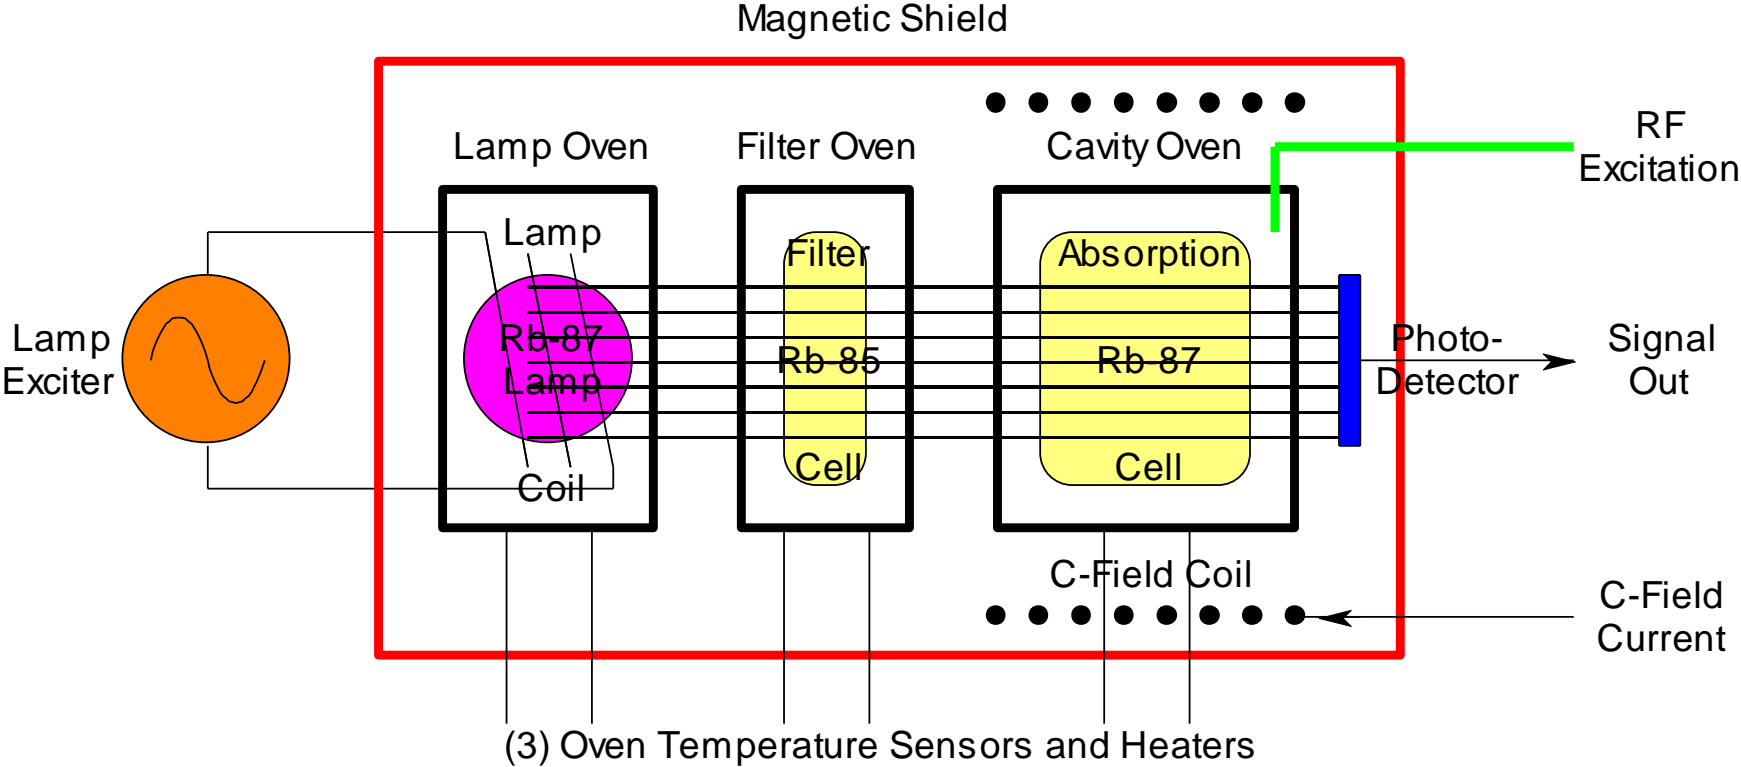 Magnetic Shield
Lamp Oven
Filter Oven
Cavity Oven
RF
Excitation
Lamp
Exciter
Lamp
Rb-87
Lamp
Coil
Filter
Rb-85
Cell
Absorption
Rb-87
Cell
Photo-
Detector
Signal
Out
C-Field Coil
C-Field
Current
(3) Oven Temperature Sensors and Heaters